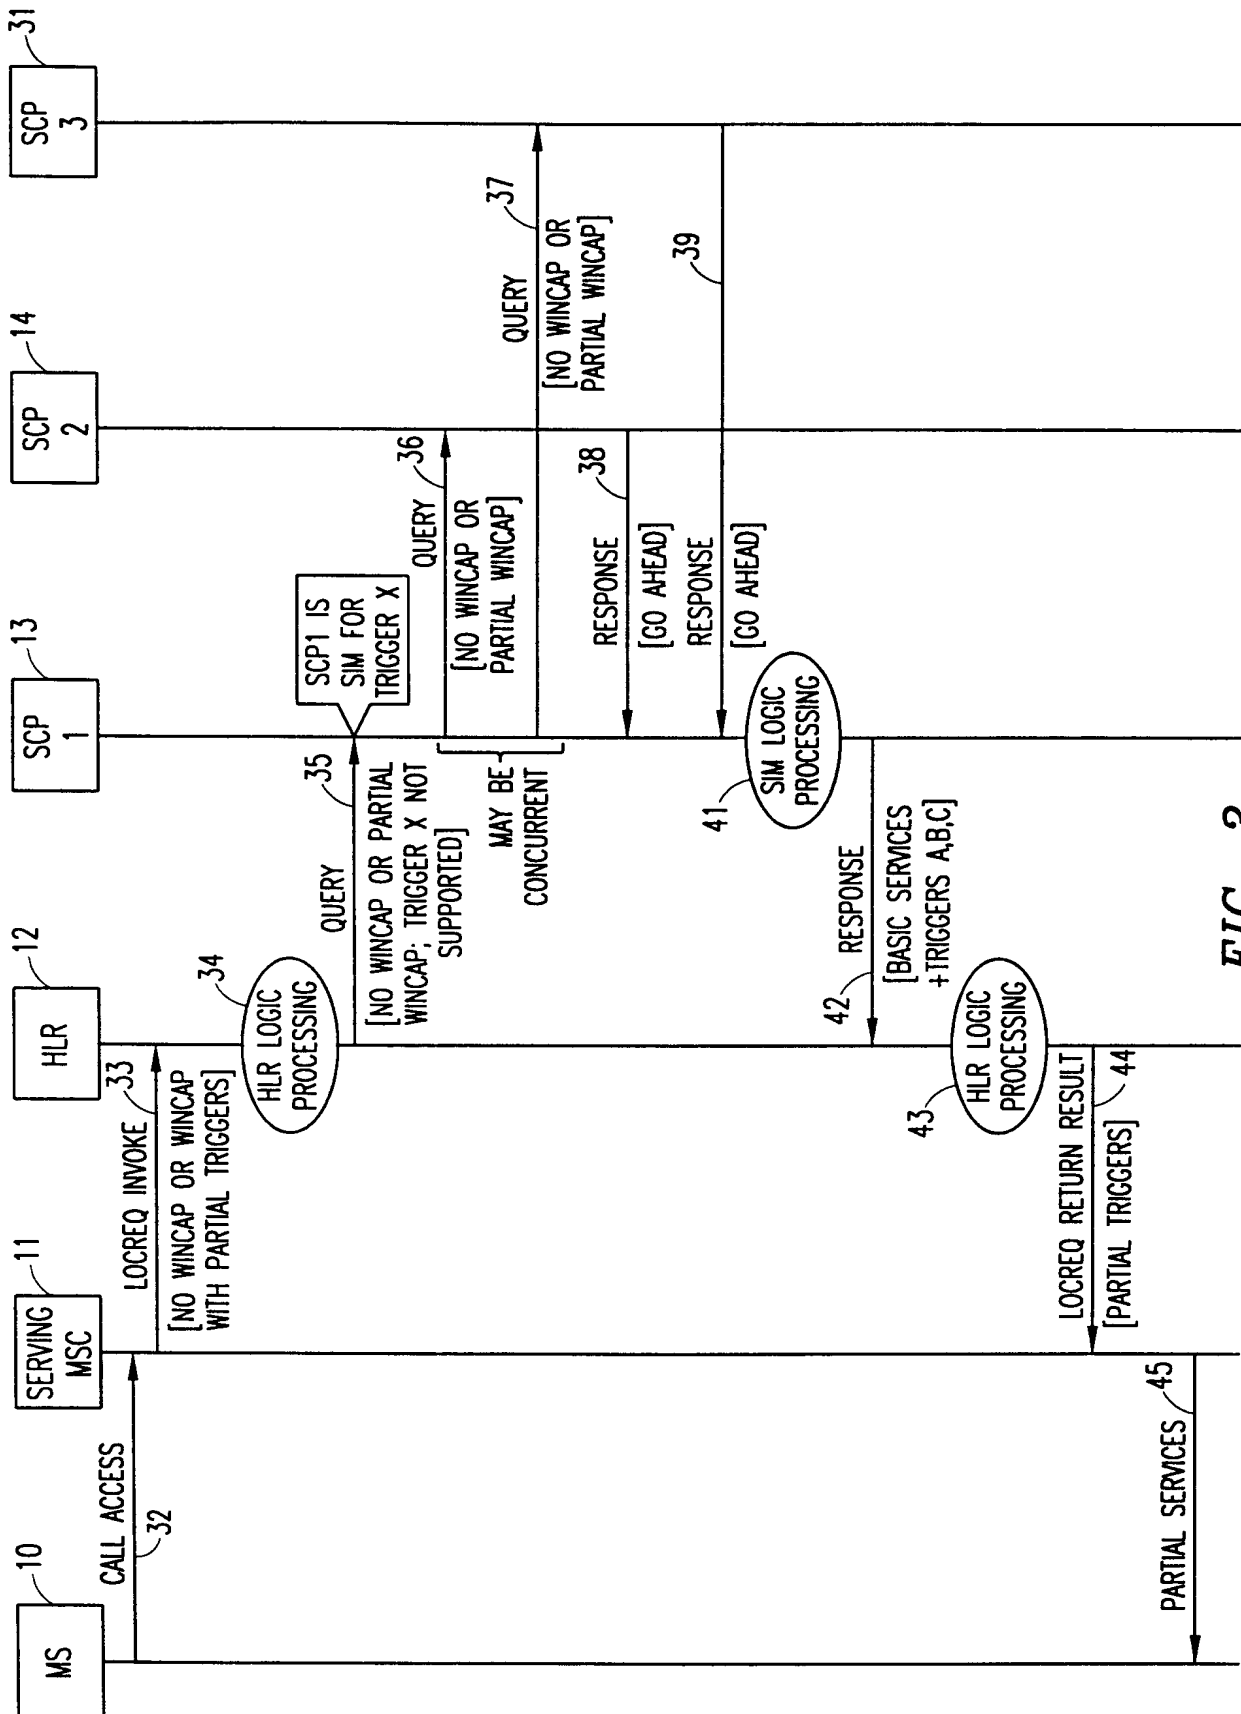 MS
10
SERVING
MSC
11
HLR
12
SCP
1
13
SCP
2
14
SCP
3
31
CALL ACCESS
32
LOCREQ INVOKE
33
[NO WINCAP OR WINCAP
WITH PARTIAL TRIGGERS]
HLR LOGIC
PROCESSING
34
QUERY
35
[NO WINCAP OR PARTIAL
WINCAP; TRIGGER X NOT
SUPPORTED]
SCP1 IS
SIM FOR
TRIGGER X
QUERY
36
[NO WINCAP OR
PARTIAL WINCAP]
QUERY
37
[NO WINCAP OR
PARTIAL WINCAP]
MAY BE
CONCURRENT
RESPONSE
38
[GO AHEAD]
RESPONSE
39
[GO AHEAD]
SIM LOGIC
PROCESSING
41
RESPONSE
42
[BASIC SERVICES
+TRIGGERS A,B,C]
HLR LOGIC
PROCESSING
43
LOCREQ RETURN RESULT
44
[PARTIAL TRIGGERS]
PARTIAL SERVICES
45